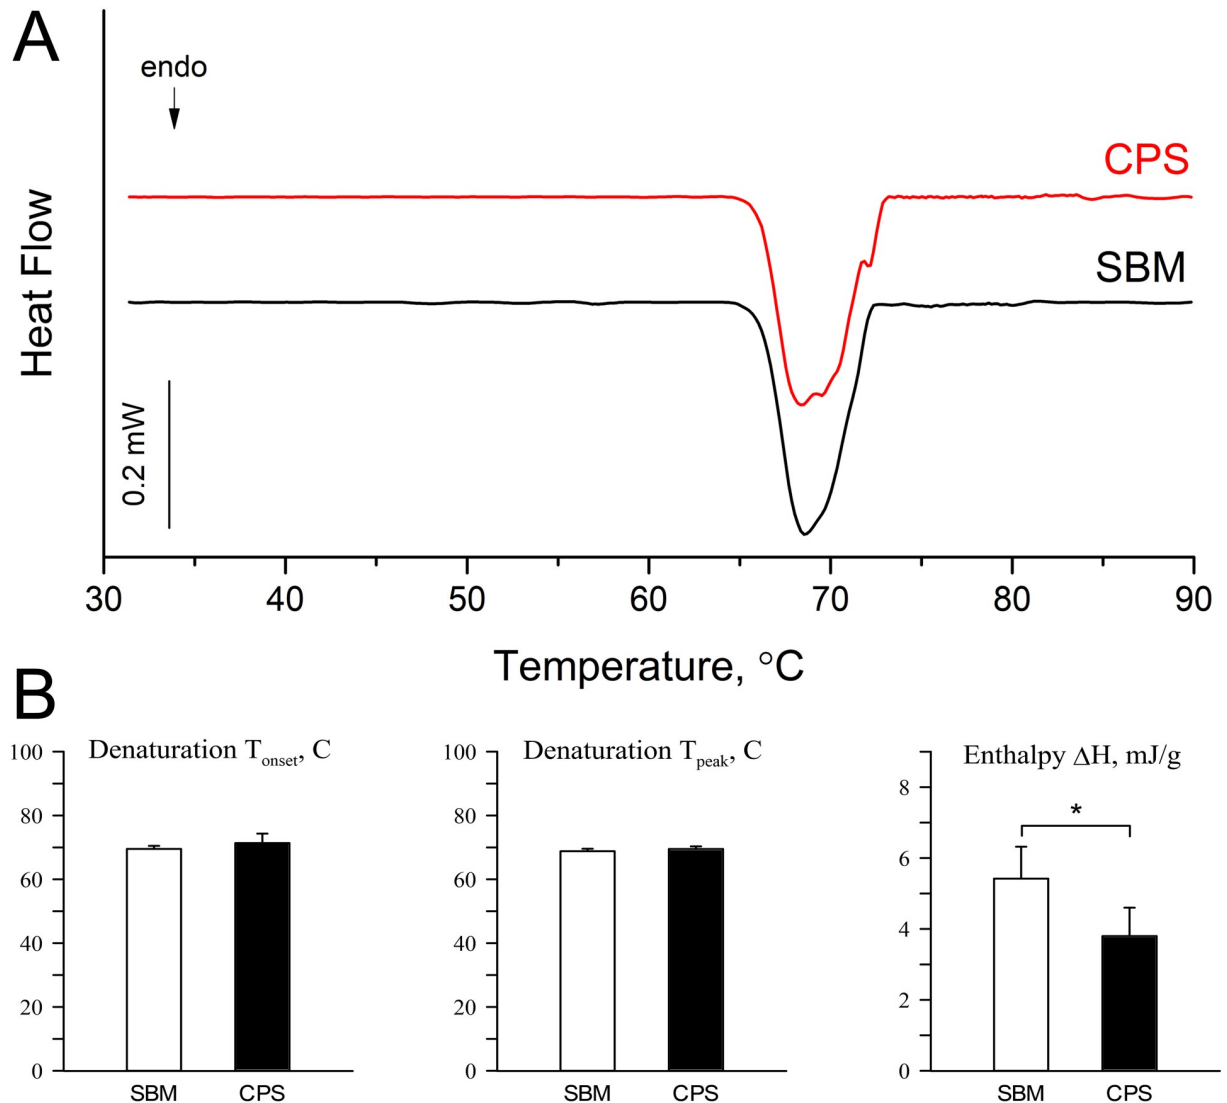 A
endo
CPS
SBM
Heat Flow
0.2 mW
30 40 50 60 70 80 90
Temperature, °C
B
Denaturation Tonset, C
100
80
60
40
20
0
SBM CPS
Denaturation Tpeak, C
100
80
60
40
20
0
SBM CPS
Enthalpy ΔH, mJ/g
8
*
6
4
2
0
SBM CPS